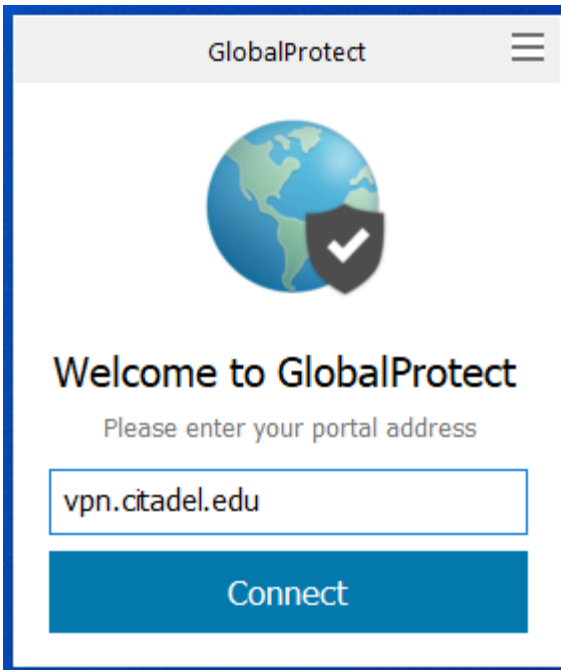 GlobalProtect
Welcome to GlobalProtect
Please enter your portal address
vpn.citadel.edu
Connect